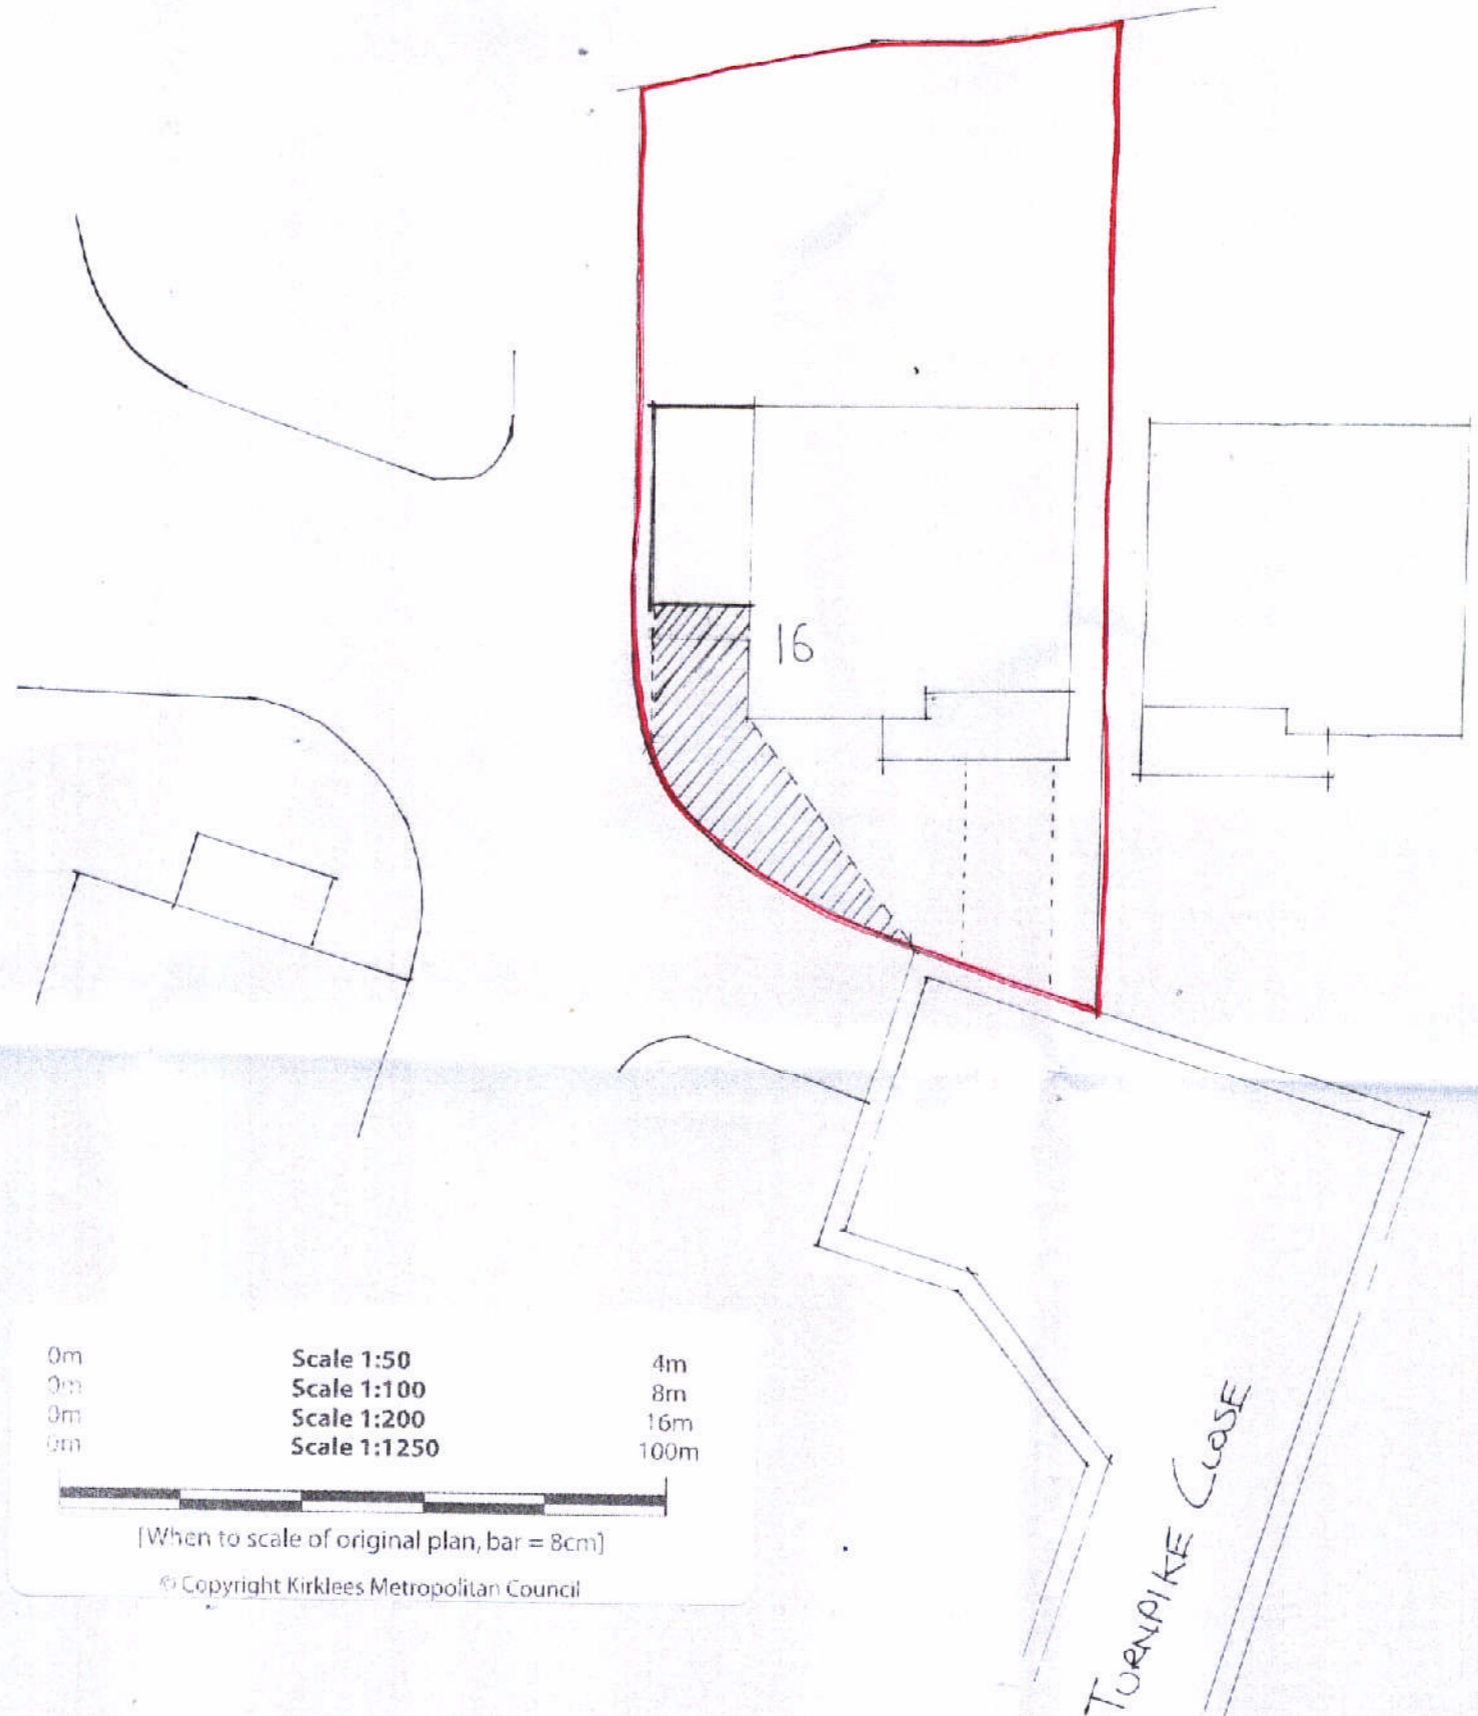 16
0m Scale 1:50 4m
0m Scale 1:100 8m
0m Scale 1:200 16m
0m Scale 1:1250 100m
[When to scale of original plan, bar = 8cm]
© Copyright Kirklees Metropolitan Council
TURNPIKE CLOSE